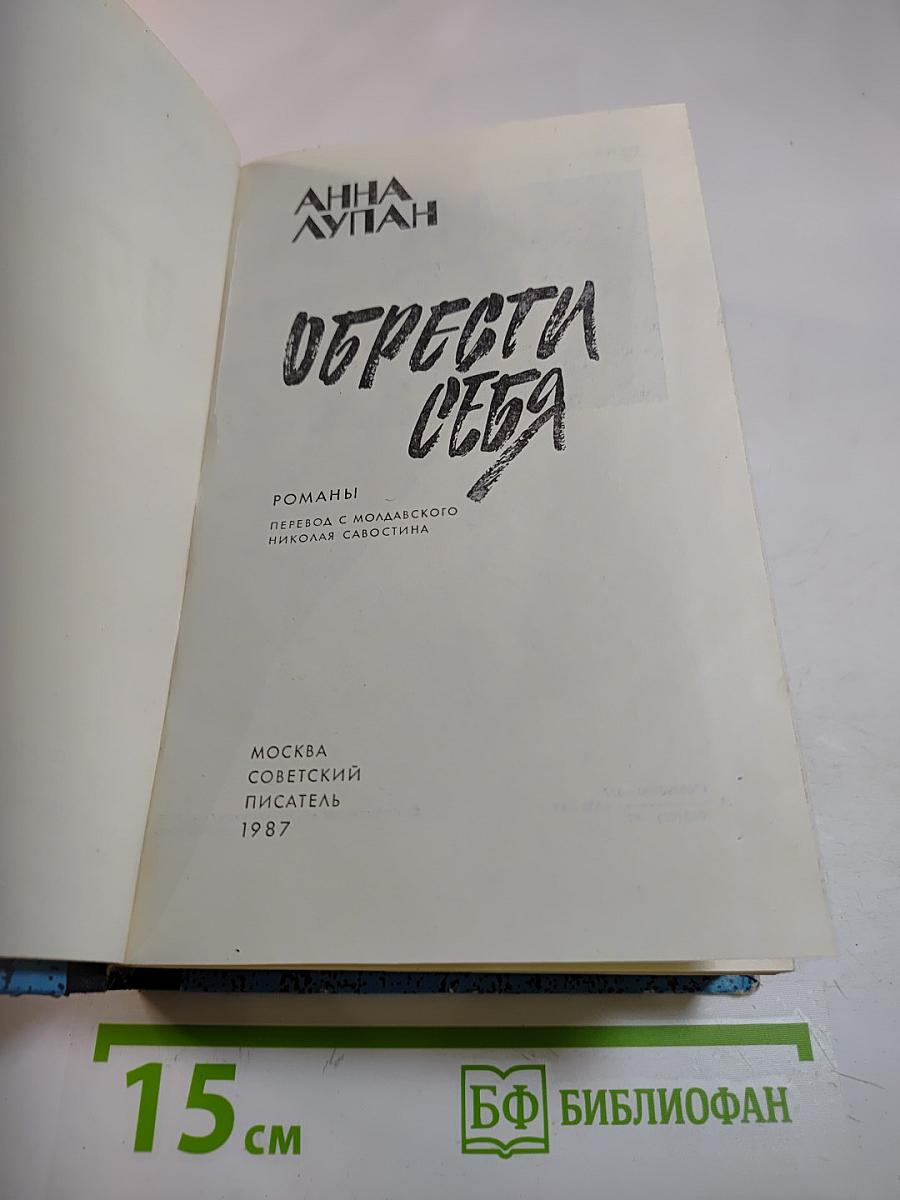 АННА
ЛУПАН
ОБРЕСТИ
СЕБЯ
РОМАНЫ
ПЕРЕВОД С МОЛДАВСКОГО
НИКОЛАЯ САВОСТИНА
МОСКВА
СОВЕТСКИЙ
ПИСАТЕЛЬ
1987
15 см
БФ БИБЛИОФАН